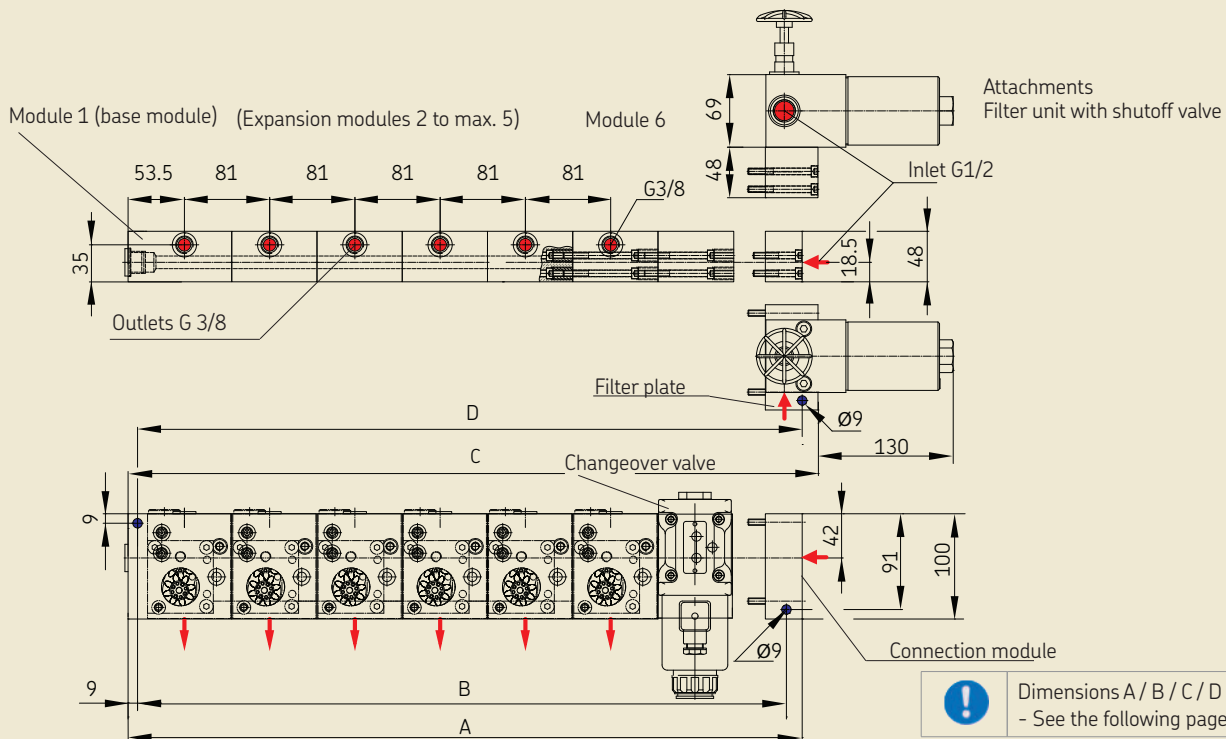 Attachments
Filter unit with shutoff valve
Module 1 (base module)
(Expansion modules 2 to max. 5)
Module 6
69
48
Inlet G1/2
53.5
81
81
81
81
81
G3/8
35
18.5
48
Outlets G 3/8
Filter plate
Ø9
130
D
C
Changeover valve
9
42
91
100
Ø9
Connection module
9
B
A
Dimensions A / B / C / D
- See the following page